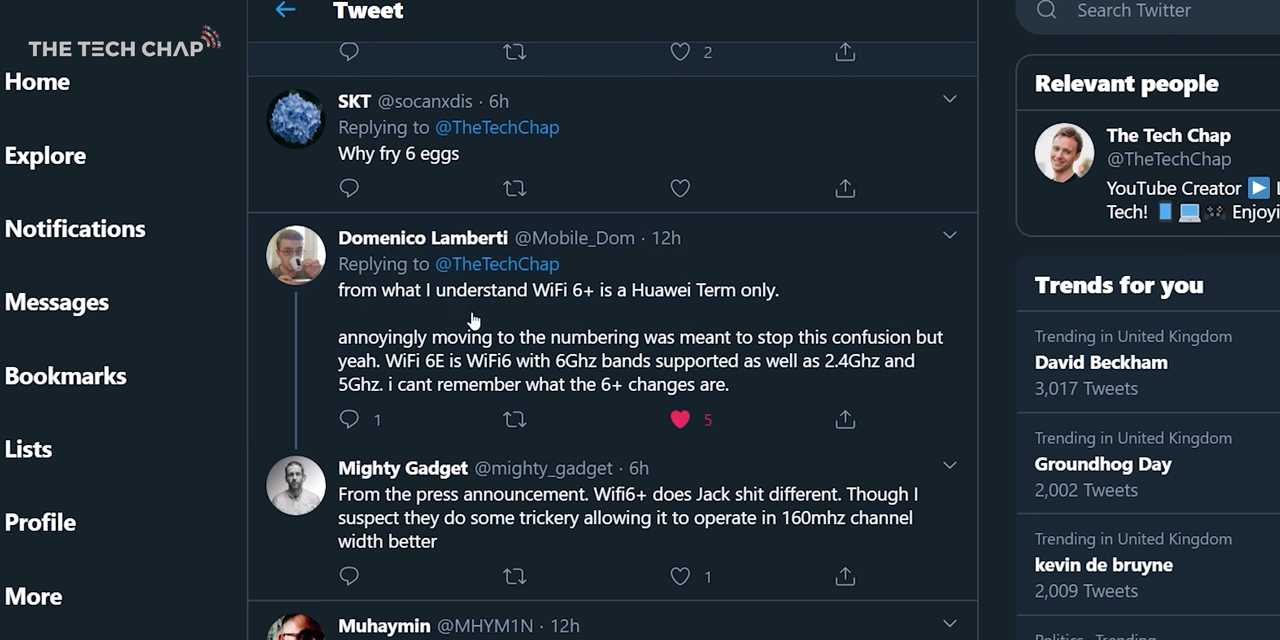 Tweet
Search Twitter
THE TECH CHAP
Home
Explore
Notifications
Messages
Bookmarks
Lists
Profile
More
2
SKT @socanxdis · 6h
Replying to @TheTechChap
Why fry 6 eggs
Domenico Lamberti @Mobile_Dom · 12h
Replying to @TheTechChap
from what I understand WiFi 6+ is a Huawei Term only.
annoyingly moving to the numbering was meant to stop this confusion but
yeah. WiFi 6E is WiFi6 with 6Ghz bands supported as well as 2.4Ghz and
5Ghz. i cant remember what the 6+ changes are.
1 5
Mighty Gadget @mighty_gadget · 6h
From the press announcement. Wifi6+ does Jack shit different. Though I
suspect they do some trickery allowing it to operate in 160mhz channel
width better
1
Muhaymin @MHYM1N · 12h
Relevant people
The Tech Chap
@TheTechChap
YouTube Creator
Tech! Enjoyi
Trends for you
Trending in United Kingdom
David Beckham
3,017 Tweets
Trending in United Kingdom
Groundhog Day
2,002 Tweets
Trending in United Kingdom
kevin de bruyne
2,009 Tweets